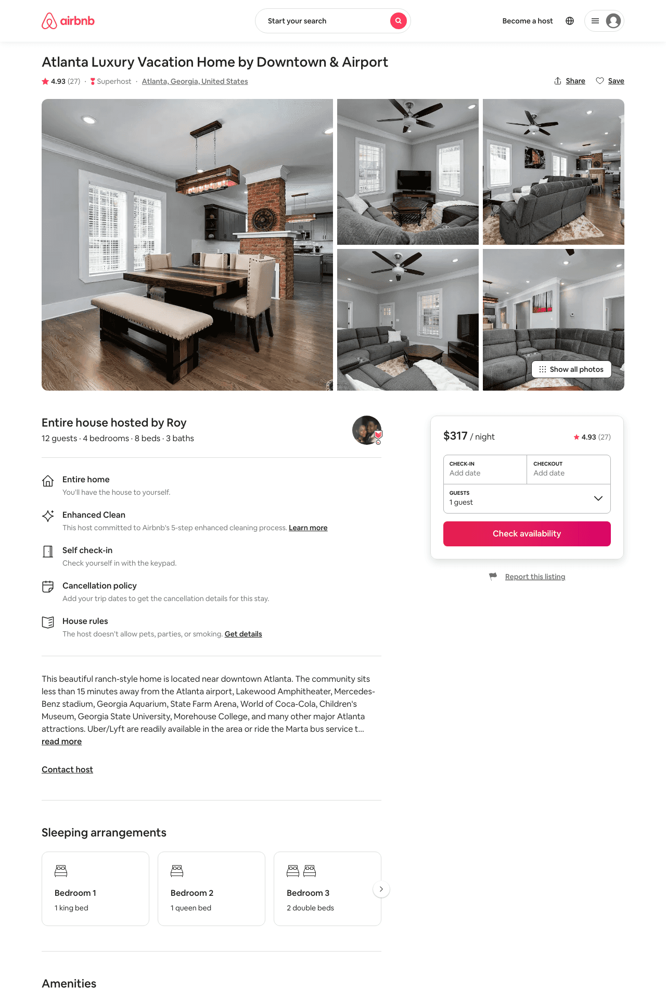 airbnb
Start your search
Become a host
Atlanta Luxury Vacation Home by Downtown & Airport
4.93 (27) · Superhost · Atlanta, Georgia, United States
Share
Save
Show all photos
Entire house hosted by Roy
12 guests · 4 bedrooms · 8 beds · 3 baths
Entire home
You'll have the house to yourself.
Enhanced Clean
This host committed to Airbnb's 5-step enhanced cleaning process. Learn more
Self check-in
Check yourself in with the keypad.
Cancellation policy
Add your trip dates to get the cancellation details for this stay.
House rules
The host doesn't allow pets, parties, or smoking. Get details
$317 / night
4.93 (27)
CHECK-IN
Add date
CHECKOUT
Add date
GUESTS
1 guest
Check availability
Report this listing
This beautiful ranch-style home is located near downtown Atlanta. The community sits
less than 15 minutes away from the Atlanta airport, Lakewood Amphitheater, Mercedes-
Benz stadium, Georgia Aquarium, State Farm Arena, World of Coca-Cola, Children's
Museum, Georgia State University, Morehouse College, and many other major Atlanta
attractions. Uber/Lyft are readily available in the area or ride the Marta bus service t...
read more
Contact host
Sleeping arrangements
Bedroom 1
1 king bed
Bedroom 2
1 queen bed
Bedroom 3
2 double beds
Amenities